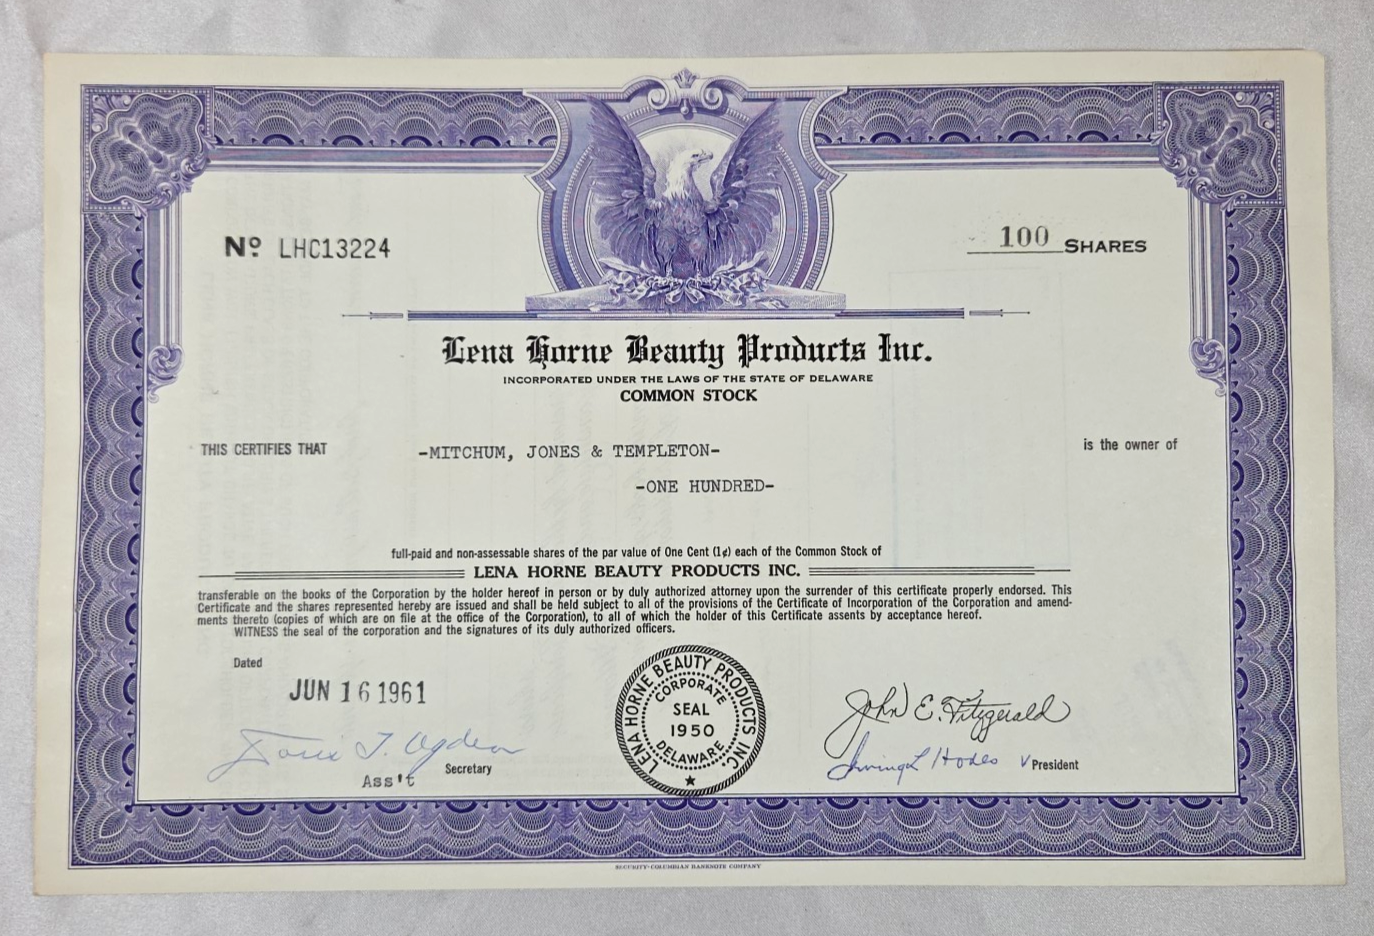 Nº LHC13224
100 SHARES
Lena Horne Beauty Products Inc.
INCORPORATED UNDER THE LAWS OF THE STATE OF DELAWARE
COMMON STOCK
THIS CERTIFIES THAT -MITCHUM, JONES & TEMPLETON- is the owner of
-ONE HUNDRED-
full-paid and non-assessable shares of the par value of One Cent (1¢) each of the Common Stock of
LENA HORNE BEAUTY PRODUCTS INC.
transferable on the books of the Corporation by the holder hereof in person or by duly authorized attorney upon the surrender of this certificate properly endorsed. This
Certificate and the shares represented hereby are issued and shall be held subject to all of the provisions of the Certificate of Incorporation of the Corporation and amend-
ments thereto (copies of which are on file at the office of the Corporation), to all of which the holder of this Certificate assents by acceptance hereof.
WITNESS the seal of the corporation and the signatures of its duly authorized officers.
Dated
JUN 16 1961
LENA HORNE BEAUTY PRODUCTS INC.
CORPORATE
SEAL
1950
DELAWARE
John E. Fitzgerald
T. Ogden
Ass't Secretary
Irving L Hodes V President
SECURITY-COLUMBIAN BANKNOTE COMPANY